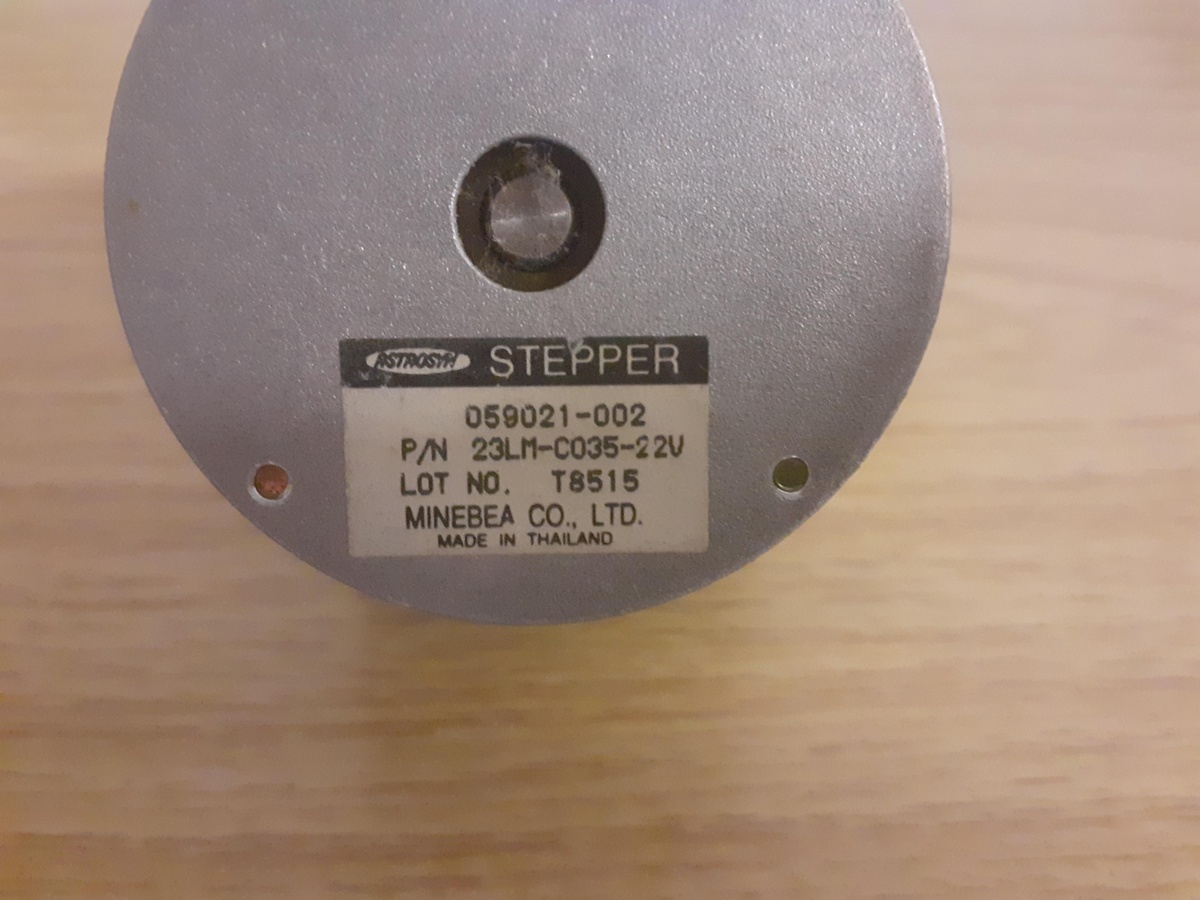 ASTROSYN STEPPER
059021-002
P/N 23LM-C035-22V
LOT NO. T8515
MINEBEA CO., LTD.
MADE IN THAILAND